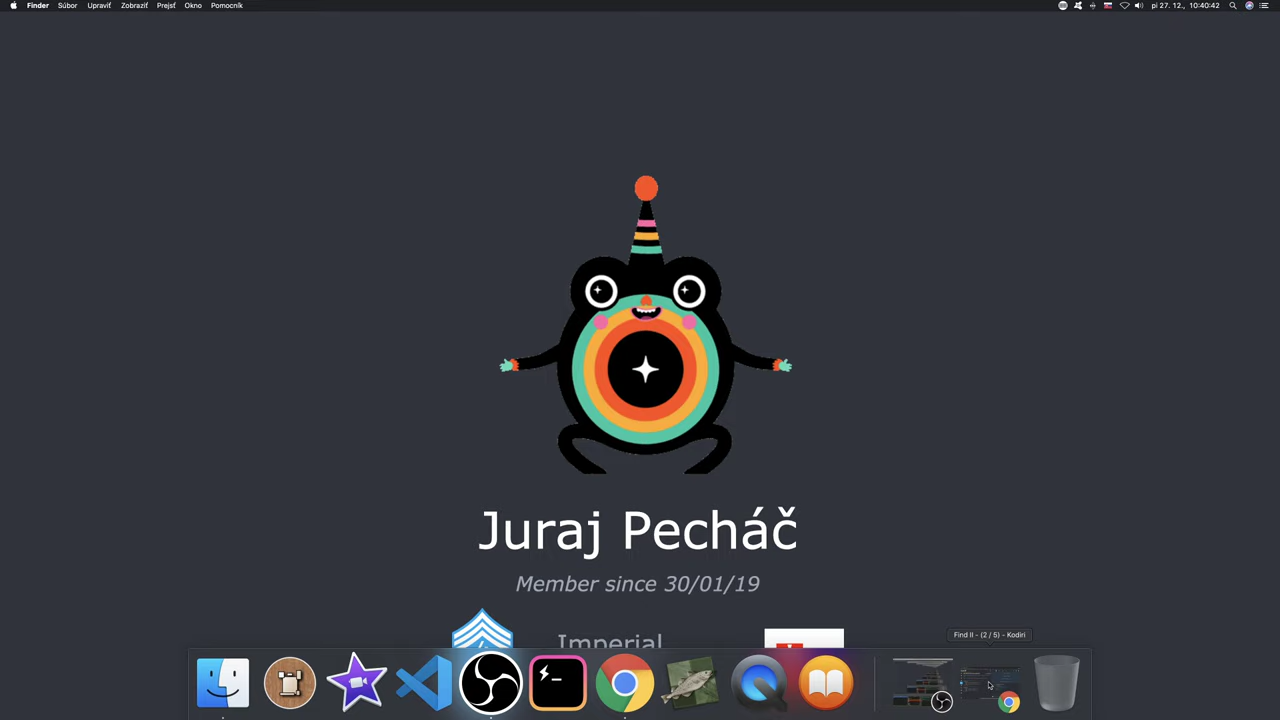 Finder Súbor Upraviť Zobraziť Prejsť Okno Pomocník pi 27. 12., 10:40:42
Juraj Pecháč
Member since 30/01/19
Imperial
Find II - (2 / 5) - Kodiri